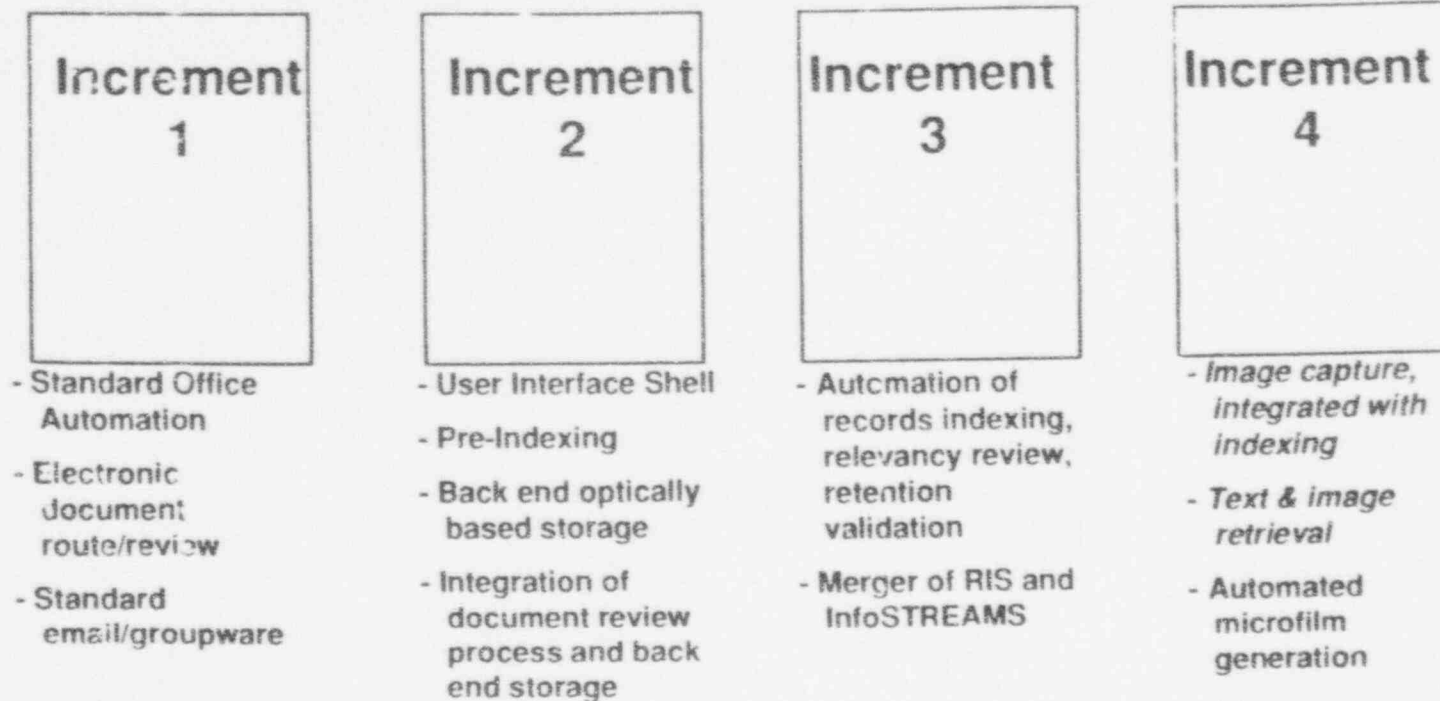 Increment
1
- Standard Office
Automation
- Electronic
document
route/review
- Standard
email/groupware
Increment
2
- User Interface Shell
- Pre-Indexing
- Back end optically
based storage
- Integration of
document review
process and back
end storage
Increment
3
- Automation of
records indexing,
relevancy review,
retention
validation
- Merger of RIS and
InfoSTREAMS
Increment
4
- Image capture,
integrated with
indexing
- Text & image
retrieval
- Automated
microfilm
generation